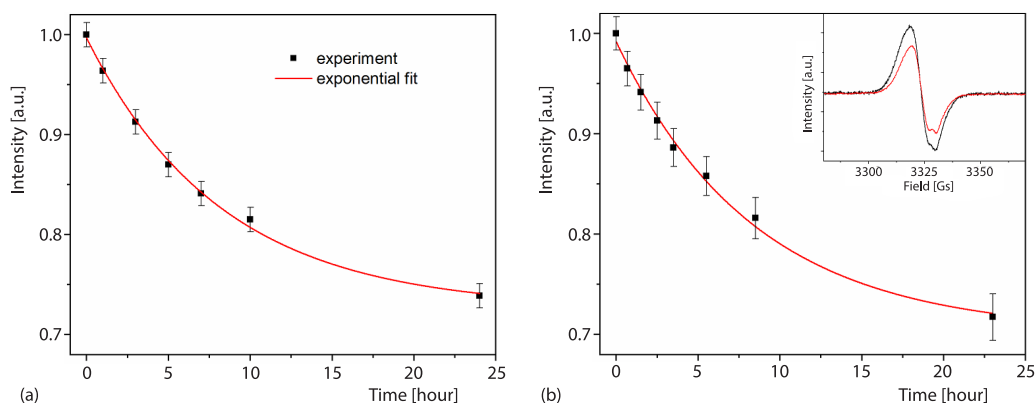 1.0
0.9
0.8
0.7
Intensity [a.u.]
experiment
exponential fit
0 5 10 15 20 25
Time [hour]
(a)
1.0
0.9
0.8
0.7
Intensity [a.u.]
Intensity [a.u.]
3300 3325 3350
Field [Gs]
0 5 10 15 20 25
Time [hour]
(b)